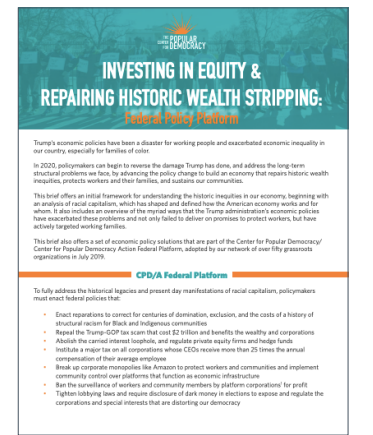 THE CENTER FOR POPULAR DEMOCRACY
INVESTING IN EQUITY &
REPAIRING HISTORIC WEALTH STRIPPING:
Federal Policy Platform
Trump's economic policies have been a disaster for working people and exacerbated economic inequality in
our country, especially for families of color.
In 2020, policymakers can begin to reverse the damage Trump has done, and address the long-term
structural problems we face, by advancing the policy change to build an economy that repairs historic wealth
inequities, protects workers and their families, and sustains our communities.
This brief offers an initial framework for understanding the historic inequities in our economy, beginning with
an analysis of racial capitalism, which has shaped and defined how the American economy works and for
whom. It also includes an overview of the myriad ways that the Trump administration's economic policies
have exacerbated these problems and not only failed to deliver on promises to protect workers, but have
actively targeted working families.
This brief also offers a set of economic policy solutions that are part of the Center for Popular Democracy/
Center for Popular Democracy Action Federal Platform, adopted by our network of over fifty grassroots
organizations in July 2019.
CPD/A Federal Platform
To fully address the historical legacies and present day manifestations of racial capitalism, policymakers
must enact federal policies that:
• Enact reparations to correct for centuries of domination, exclusion, and the costs of a history of
structural racism for Black and Indigenous communities
• Repeal the Trump-GOP tax scam that cost $2 trillion and benefits the wealthy and corporations
• Abolish the carried interest loophole, and regulate private equity firms and hedge funds
• Institute a major tax on all corporations whose CEOs receive more than 25 times the annual
compensation of their average employee
• Break up corporate monopolies like Amazon to protect workers and communities and implement
community control over platforms that function as economic infrastructure
• Ban the surveillance of workers and community members by platform corporations' for profit
• Tighten lobbying laws and require disclosure of dark money in elections to expose and regulate the
corporations and special interests that are distorting our democracy